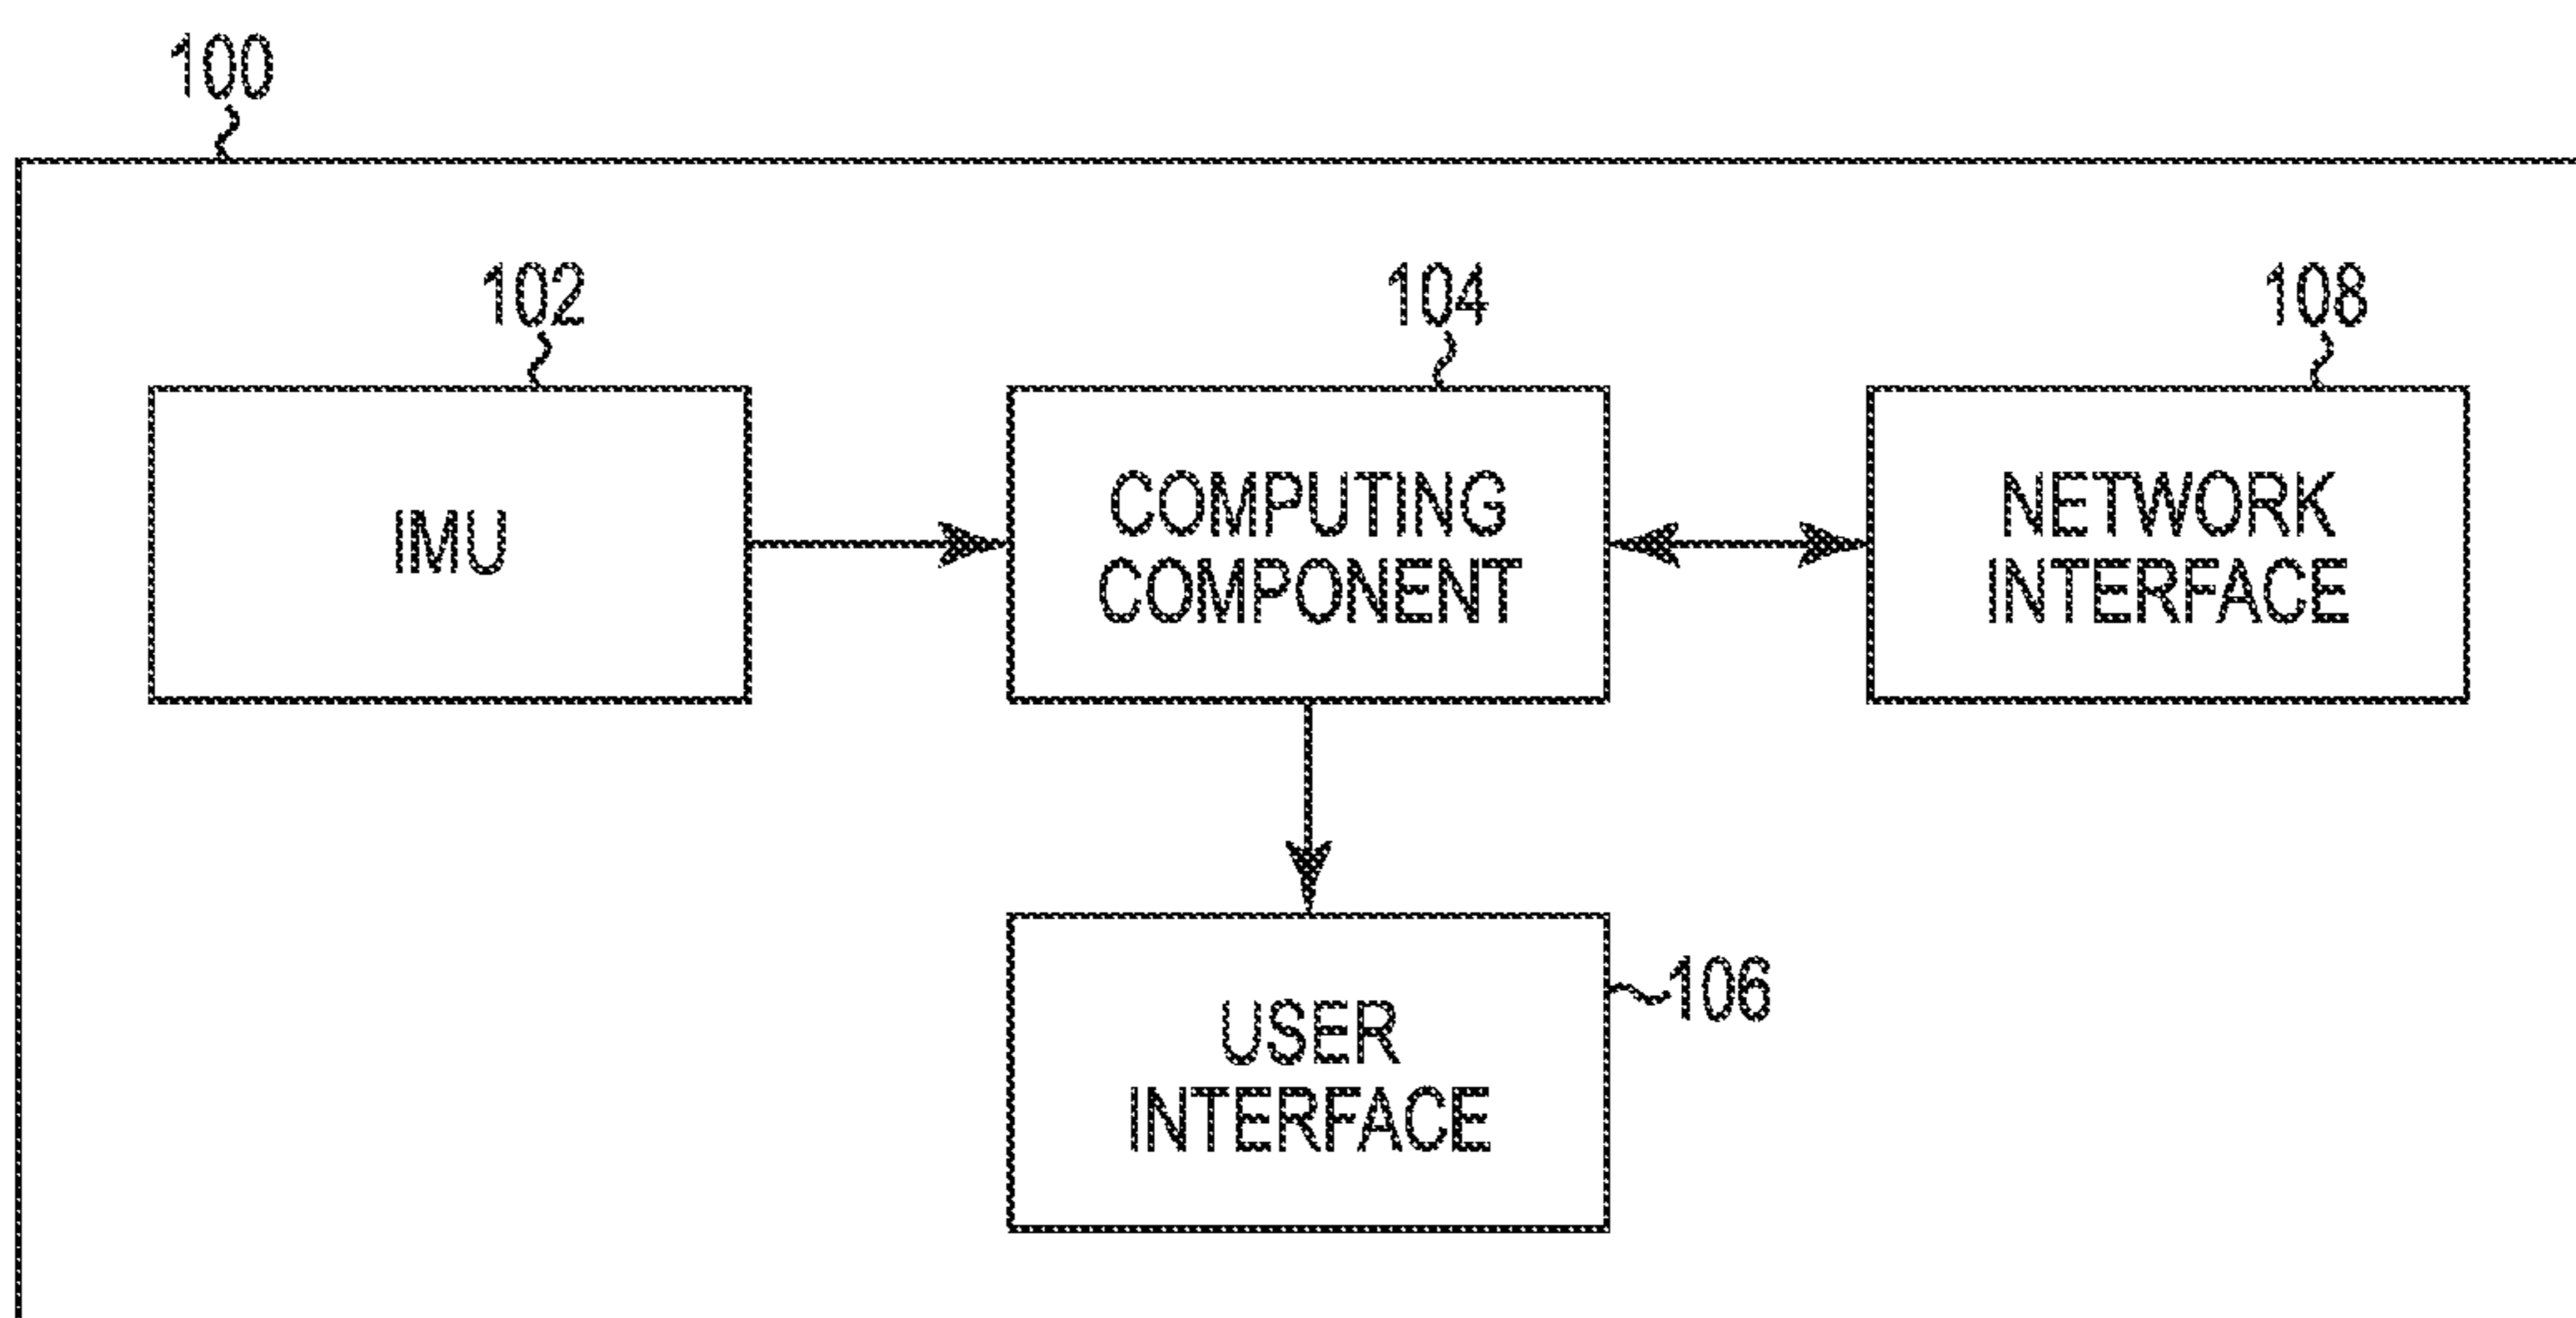 100
102
104
108
IMU
COMPUTING
COMPONENT
NETWORK
INTERFACE
USER
INTERFACE
106